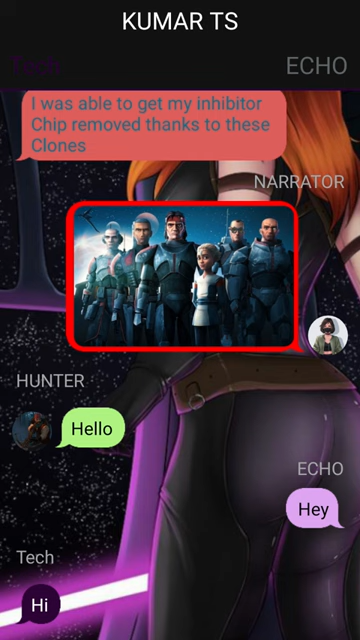 KUMAR TS
Tech
ECHO
I was able to get my inhibitor
Chip removed thanks to these
Clones
NARRATOR
HUNTER
Hello
ECHO
Hey
Tech
Hi